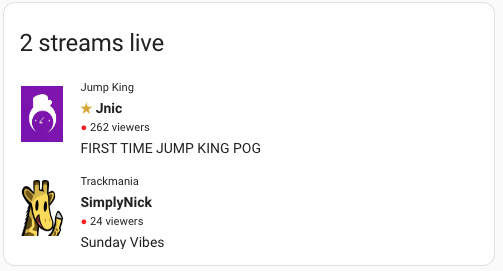 2 streams live
Jump King
★ Jnic
● 262 viewers
FIRST TIME JUMP KING POG
Trackmania
SimplyNick
● 24 viewers
Sunday Vibes